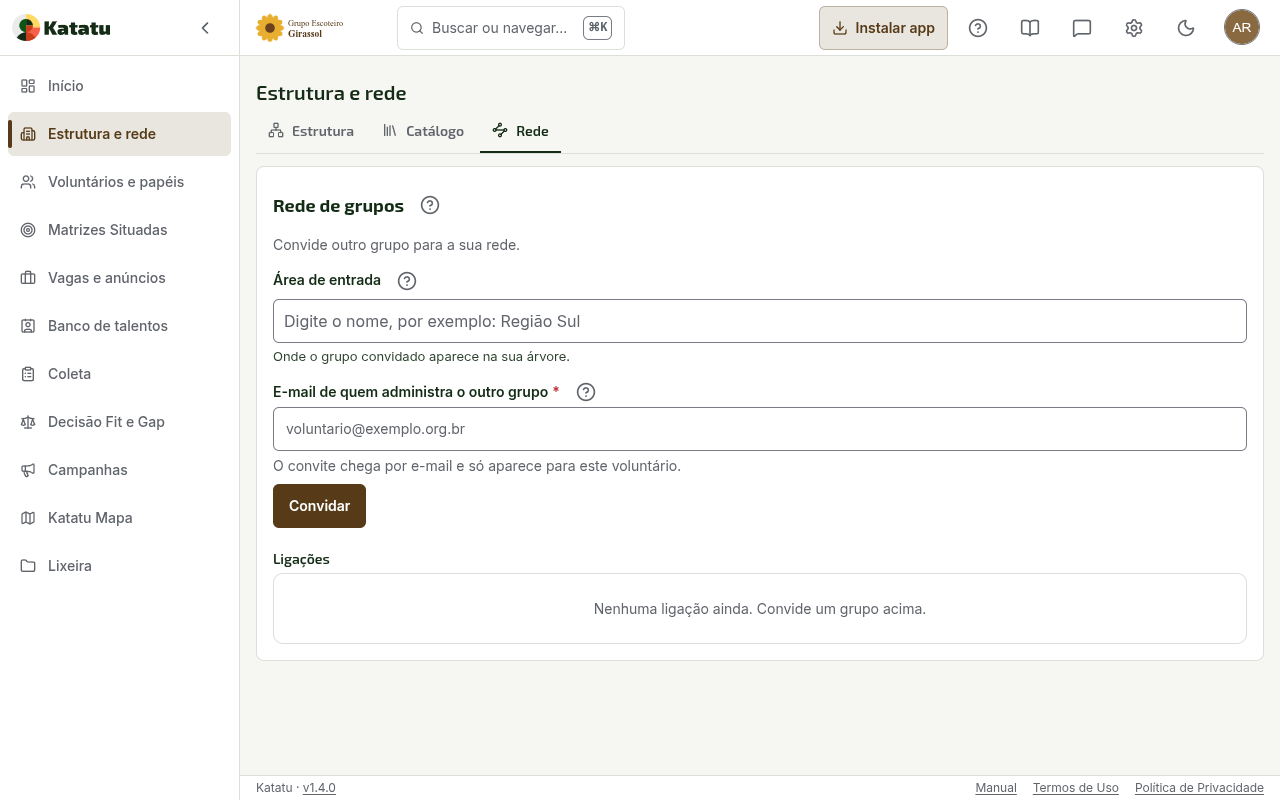 Katatu
Grupo Escoteiro
Girassol
Buscar ou navegar...
⌘K
Instalar app
AR
Início
Estrutura e rede
Voluntários e papéis
Matrizes Situadas
Vagas e anúncios
Banco de talentos
Coleta
Decisão Fit e Gap
Campanhas
Katatu Mapa
Lixeira
Estrutura e rede
Estrutura
Catálogo
Rede
Rede de grupos
Convide outro grupo para a sua rede.
Área de entrada
Digite o nome, por exemplo: Região Sul
Onde o grupo convidado aparece na sua árvore.
E-mail de quem administra o outro grupo *
voluntario@exemplo.org.br
O convite chega por e-mail e só aparece para este voluntário.
Convidar
Ligações
Nenhuma ligação ainda. Convide um grupo acima.
Katatu · v1.4.0
Manual
Termos de Uso
Política de Privacidade